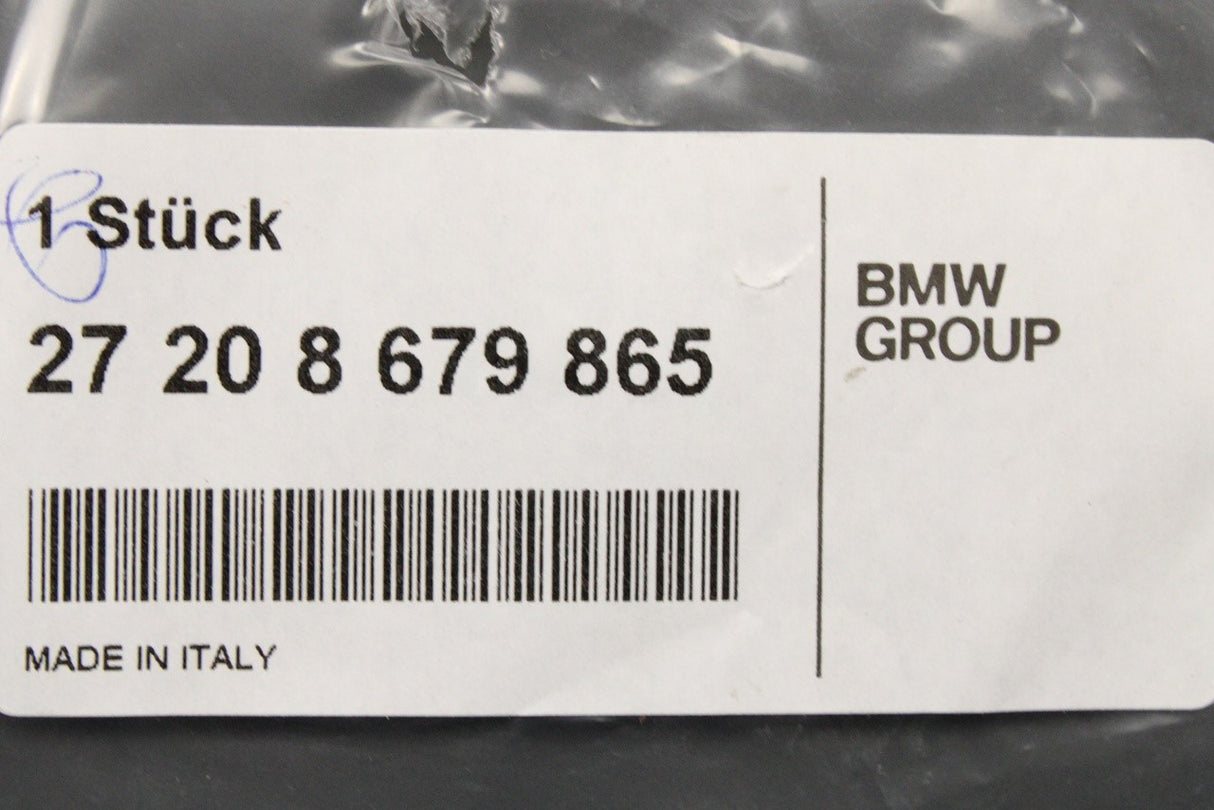 1 Stück
27 20 8 679 865
MADE IN ITALY
BMW
GROUP